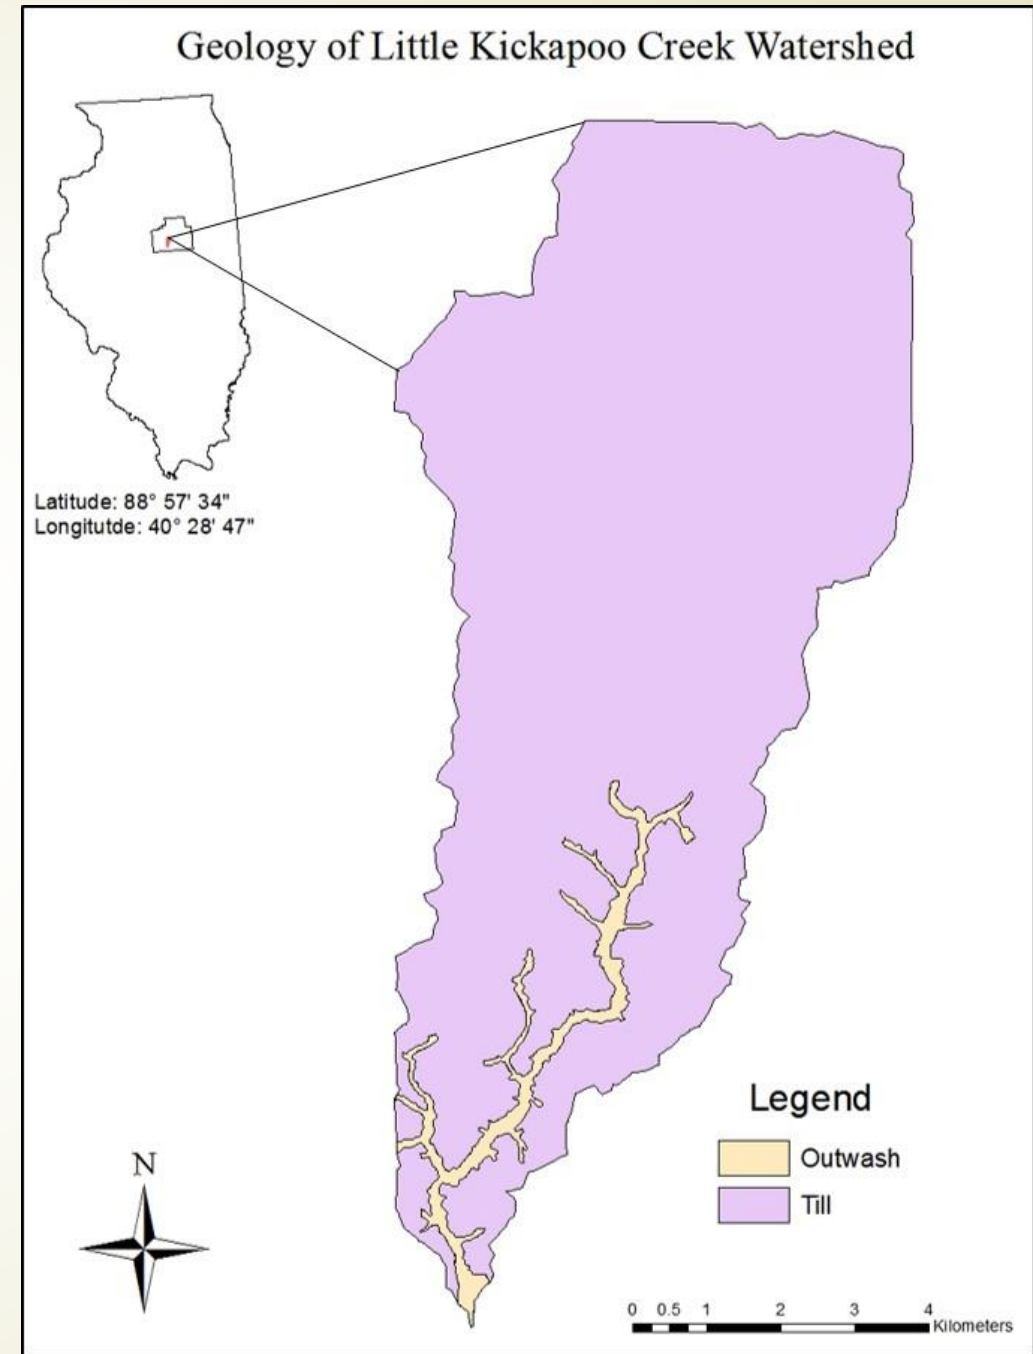 Geology of Little Kickapoo Creek Watershed
Latitude: 88° 57' 34"
Longitutde: 40° 28' 47"
Legend
Outwash
Till
N
0 0.5 1 2 3 4
Kilometers